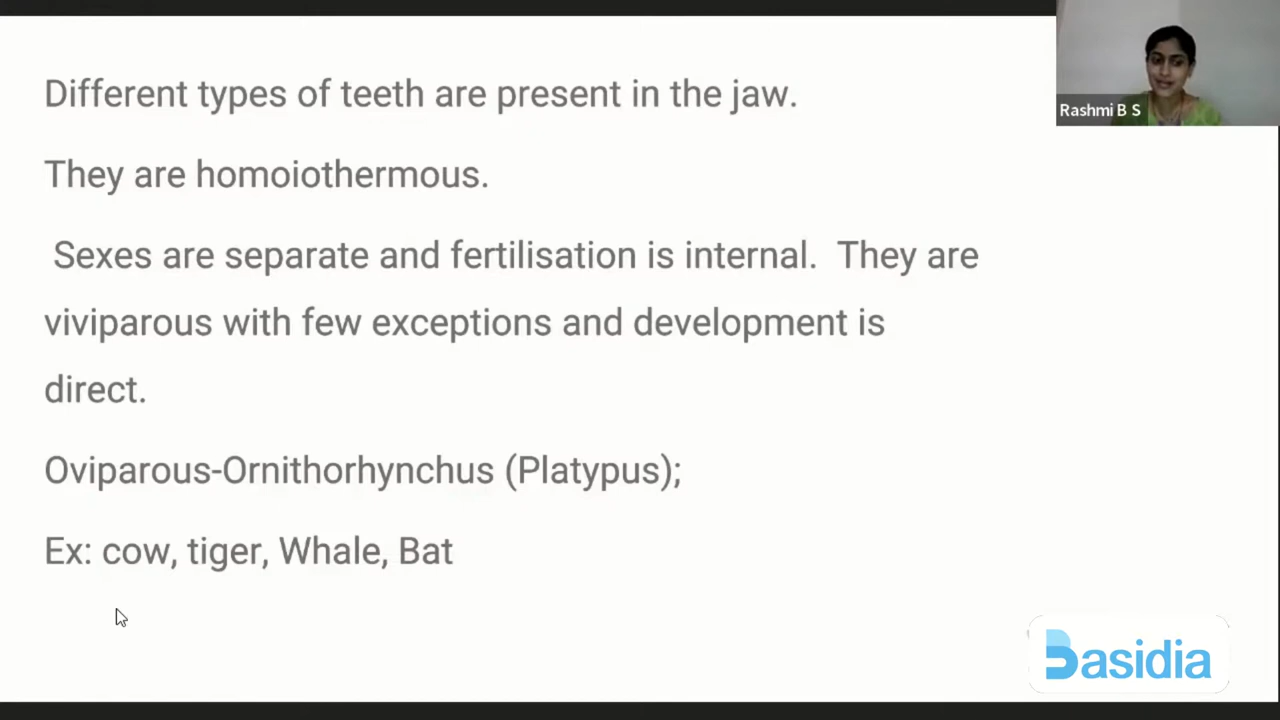 Different types of teeth are present in the jaw.
Rashmi B S
They are homoiothermous.
Sexes are separate and fertilisation is internal. They are
viviparous with few exceptions and development is
direct.
Oviparous-Ornithorhynchus (Platypus);
Ex: cow, tiger, Whale, Bat
Basidia